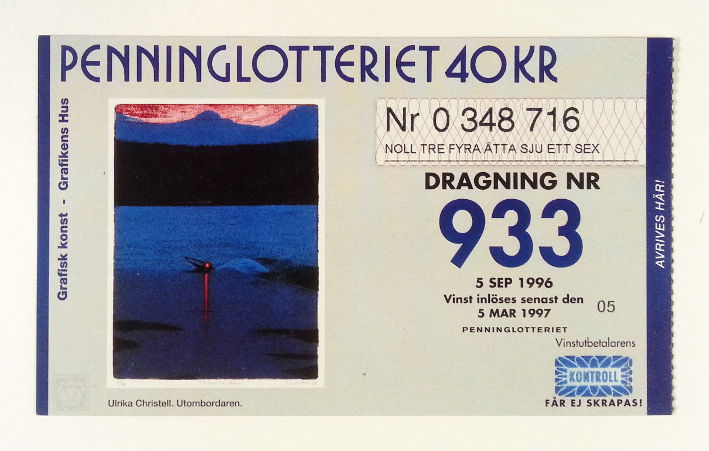 PENNINGLOTTERIET 40 KR
Grafisk konst - Grafikens Hus
Nr 0 348 716
NOLL TRE FYRA ÅTTA SJU ETT SEX
DRAGNING NR
933
5 SEP 1996
Vinst inlöses senast den
5 MAR 1997
05
PENNINGLOTTERIET
Vinstutbetalarens
KONTROLL
FÅR EJ SKRAPAS!
AVRIVES HÄR!
Ulrika Christell. Utombordaren.